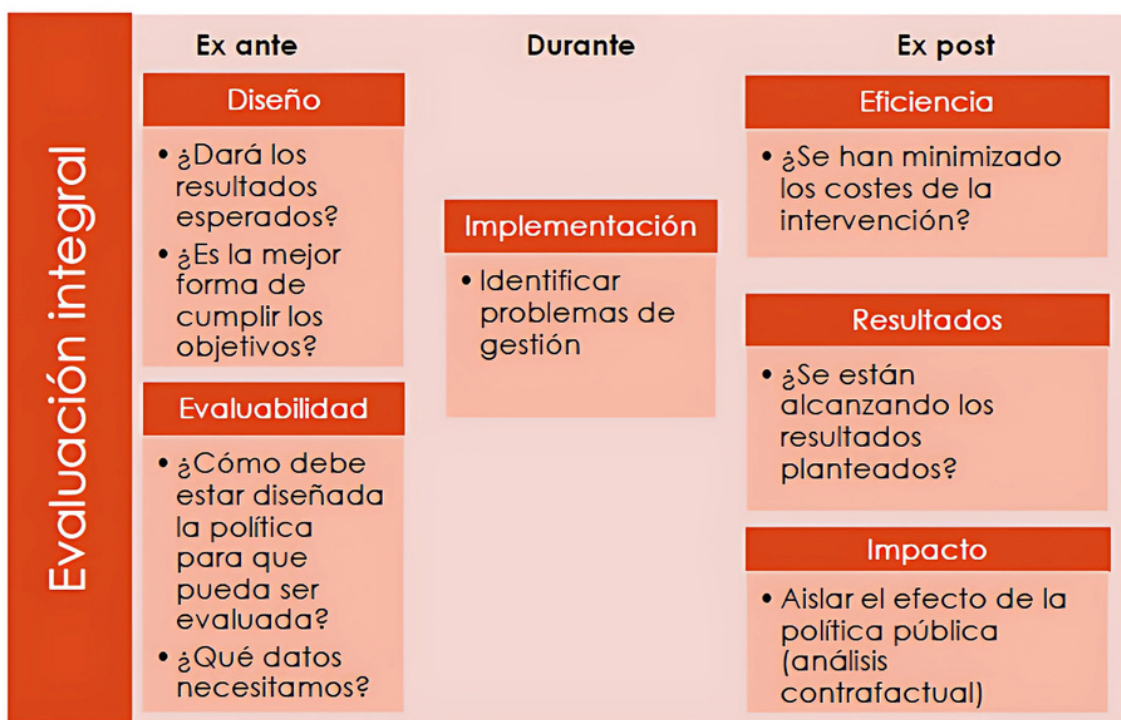 Evaluación integral
Ex ante
Diseño
• ¿Dará los
resultados
esperados?
• ¿Es la mejor
forma de
cumplir los
objetivos?
Evaluabilidad
• ¿Cómo debe
estar diseñada
la política
para que
pueda ser
evaluada?
• ¿Qué datos
necesitamos?
Durante
Implementación
• Identificar
problemas de
gestión
Ex post
Eficiencia
• ¿Se han minimizado
los costes de la
intervención?
Resultados
• ¿Se están
alcanzando los
resultados
planteados?
Impacto
• Aislar el efecto de la
política pública
(análisis
contrafactual)